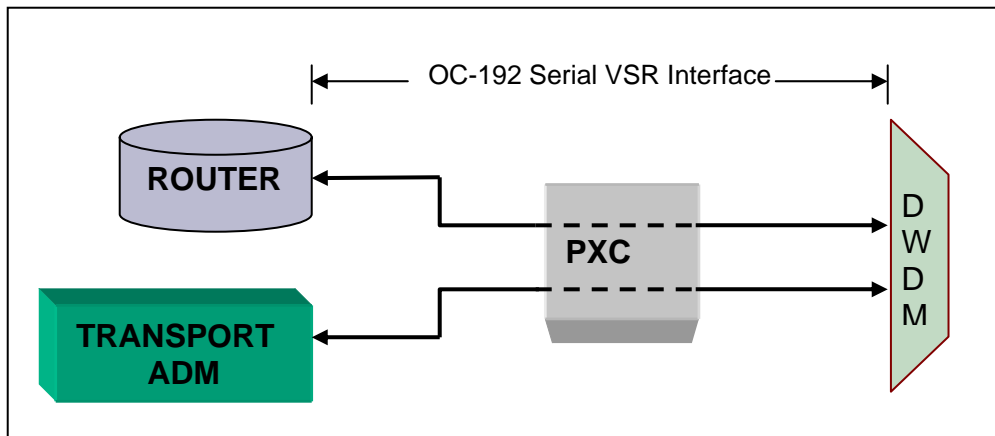 OC-192 Serial VSR Interface
ROUTER
PXC
TRANSPORT
ADM
D
W
D
M